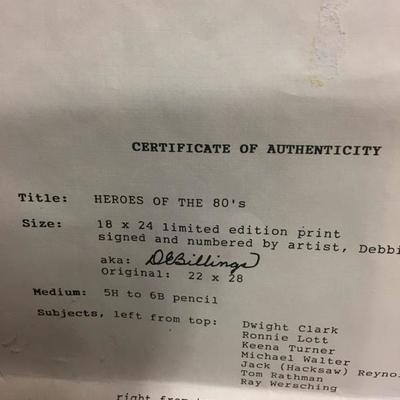 CERTIFICATE OF AUTHENTICITY
Title: HEROES OF THE 80's
Size: 18 x 24 limited edition print
signed and numbered by artist, Debbi
aka: DEBillings
Original: 22 x 28
Medium: 5H to 6B pencil
Subjects, left from top: Dwight Clark
Ronnie Lott
Keena Turner
Michael Walter
Jack (Hacksaw) Reynol
Tom Rathman
Ray Wersching
right from